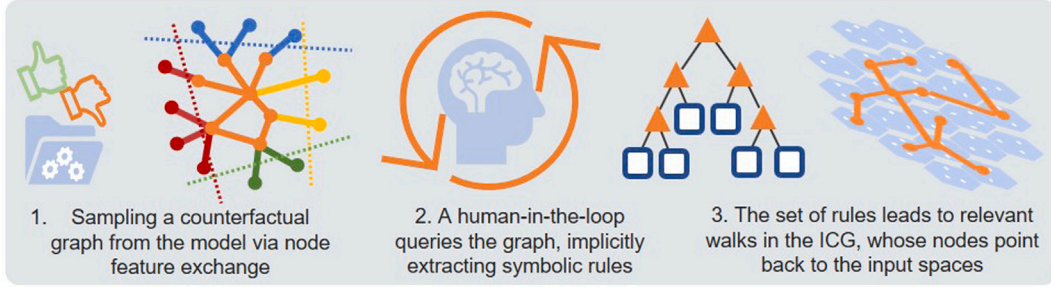 1. Sampling a counterfactual
graph from the model via node
feature exchange
2. A human-in-the-loop
queries the graph, implicitly
extracting symbolic rules
3. The set of rules leads to relevant
walks in the ICG, whose nodes point
back to the input spaces